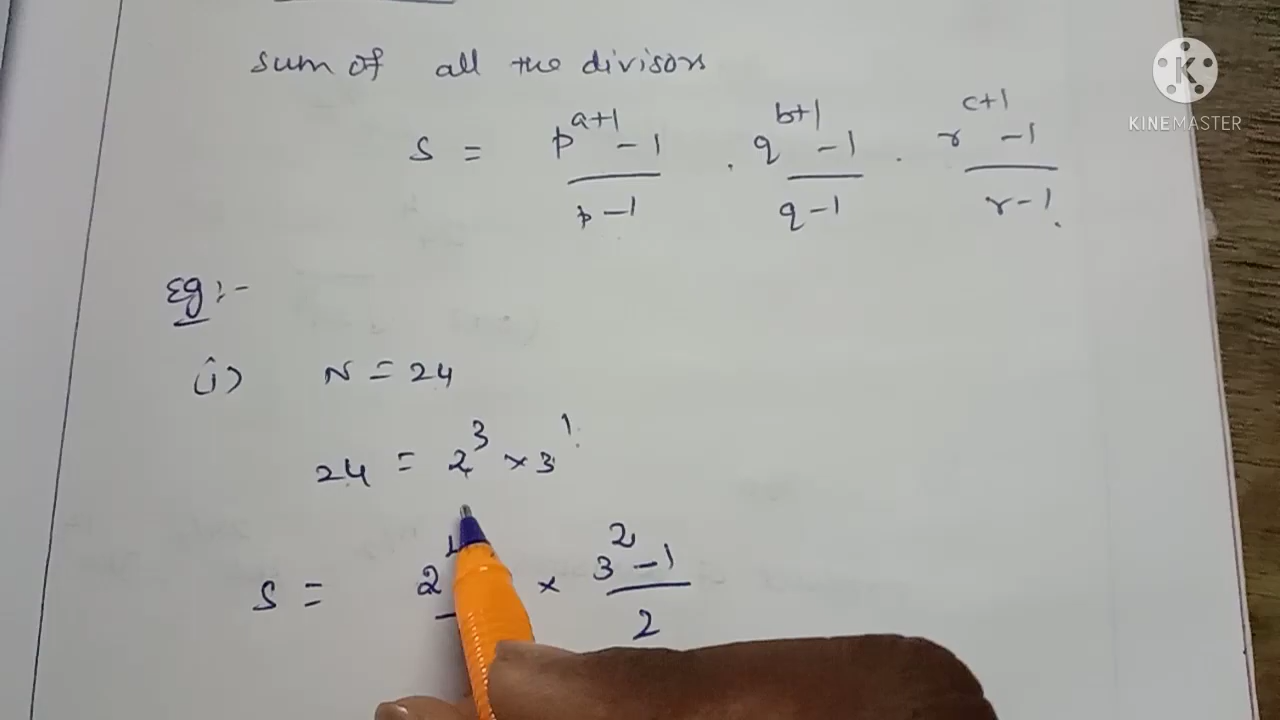 Sum of all the divisors
S = p^(a+1) - 1 / p - 1 . q^(b+1) - 1 / q - 1 . r^(c+1) - 1 / r - 1
Eg :-
(i) N = 24
24 = 2^3 × 3^1
S = 2^4 × 3^2 - 1 / 2
KINEMASTER